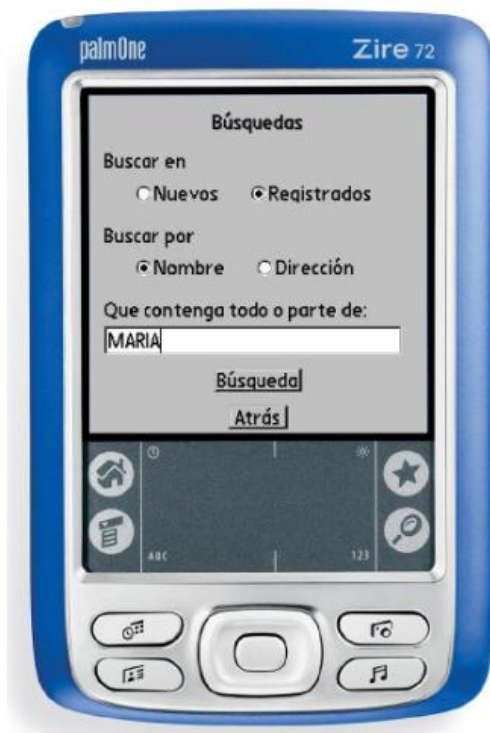 palmOne Zire 72
Búsquedas
Buscar en
Nuevos Registrados
Buscar por
Nombre Dirección
Que contenga todo o parte de:
MARIA
Búsqueda
Atrás
ABC 123